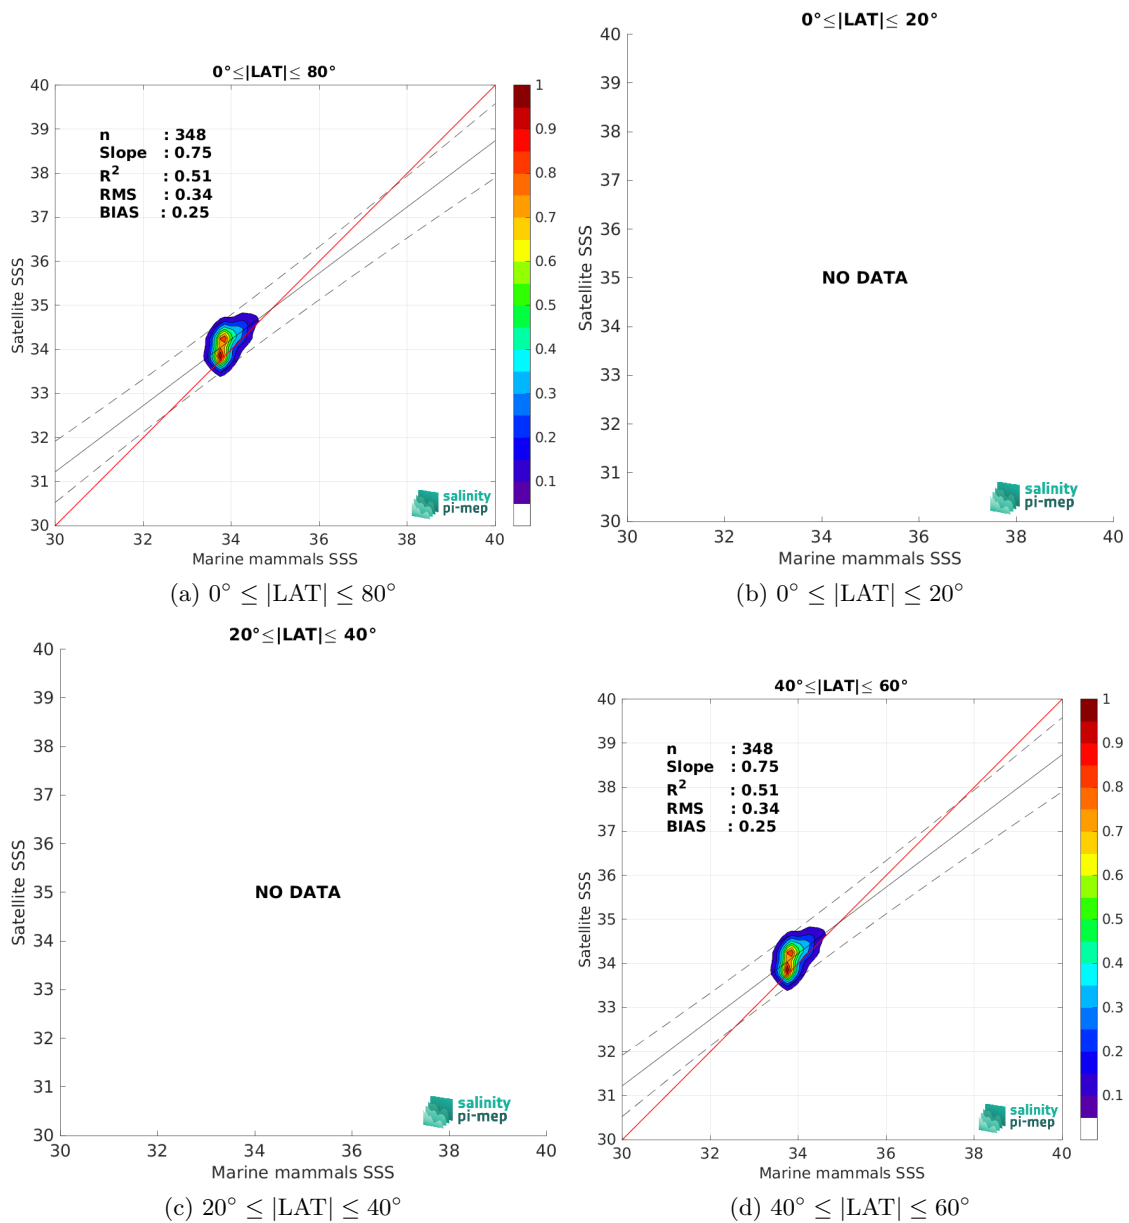 0°≤|LAT|≤ 80°
40
39
38
37
36
35
34
33
32
31
30
30
32
34
36
38
40
Satellite SSS
Marine mammals SSS
n : 348
Slope : 0.75
R² : 0.51
RMS : 0.34
BIAS : 0.25
1
0.9
0.8
0.7
0.6
0.5
0.4
0.3
0.2
0.1
salinity
pi-mep
(a) 0° ≤ |LAT| ≤ 80°
0°≤|LAT|≤ 20°
40
39
38
37
36
35
34
33
32
31
30
30
32
34
36
38
40
Satellite SSS
Marine mammals SSS
NO DATA
salinity
pi-mep
(b) 0° ≤ |LAT| ≤ 20°
20°≤|LAT|≤ 40°
40
39
38
37
36
35
34
33
32
31
30
30
32
34
36
38
40
Satellite SSS
Marine mammals SSS
NO DATA
salinity
pi-mep
(c) 20° ≤ |LAT| ≤ 40°
40°≤|LAT|≤ 60°
40
39
38
37
36
35
34
33
32
31
30
30
32
34
36
38
40
Satellite SSS
Marine mammals SSS
n : 348
Slope : 0.75
R² : 0.51
RMS : 0.34
BIAS : 0.25
1
0.9
0.8
0.7
0.6
0.5
0.4
0.3
0.2
0.1
salinity
pi-mep
(d) 40° ≤ |LAT| ≤ 60°